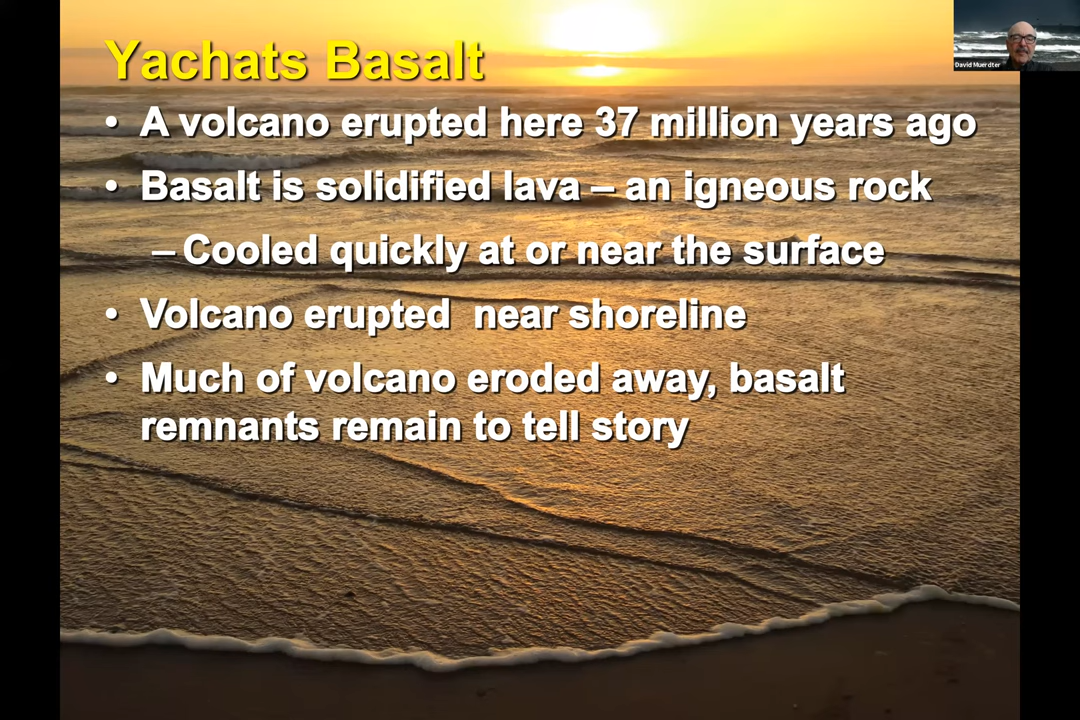 Yachats Basalt
• A volcano erupted here 37 million years ago
• Basalt is solidified lava – an igneous rock
– Cooled quickly at or near the surface
• Volcano erupted  near shoreline
• Much of volcano eroded away, basalt
remnants remain to tell story
David Muerdter